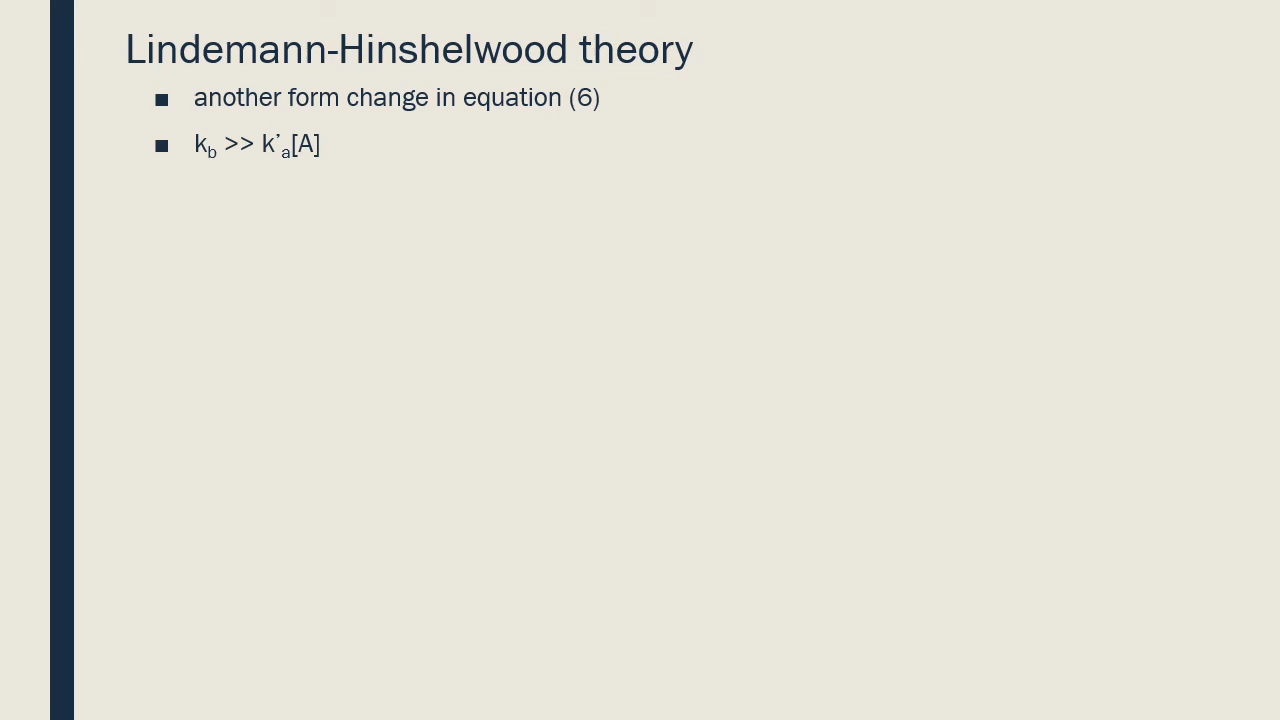 Lindemann-Hinshelwood theory
■ another form change in equation (6)
■ k_b >> k'_a[A]